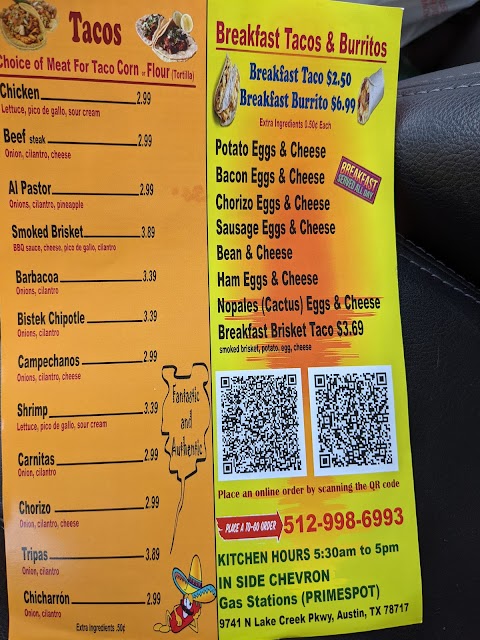 Tacos
Choice of Meat For Taco Corn or Flour (Tortilla)
Chicken 2.99
Lettuce, pico de gallo, sour cream
Beef steak 2.99
Onion, cilantro, cheese
Al Pastor 2.99
Onions, cilantro, pineapple
Smoked Brisket 3.89
BBQ sauce, cheese, pico de gallo, cilantro
Barbacoa 3.39
Onions, cilantro
Bistek Chipotle 3.39
Onions, cilantro
Campechanos 2.99
Onions, cilantro, cheese
Shrimp 3.39
Lettuce, pico de gallo, sour cream
Carnitas 2.99
Onion, cilantro
Chorizo 2.99
Onion, cilantro, cheese
Tripas 3.89
Onion, cilantro
Chicharrón 2.99
Onion, cilantro
Extra ingredients .50¢
Fantastic
and
Authentic
Breakfast Tacos & Burritos
Breakfast Taco $2.50
Breakfast Burrito $6.99
Extra Ingredients 0.50¢ Each
Potato Eggs & Cheese
Bacon Eggs & Cheese
Chorizo Eggs & Cheese
Sausage Eggs & Cheese
Bean & Cheese
Ham Eggs & Cheese
Nopales (Cactus) Eggs & Cheese
Breakfast Brisket Taco $3.69
smoked brisket, potato, egg, cheese
BREAKFAST
SERVED ALL DAY
Place an online order by scanning the QR code
PLACE A TO-GO ORDER 512-998-6993
KITCHEN HOURS 5:30am to 5pm
IN SIDE CHEVRON
Gas Stations (PRIMESPOT)
9741 N Lake Creek Pkwy, Austin, TX 78717